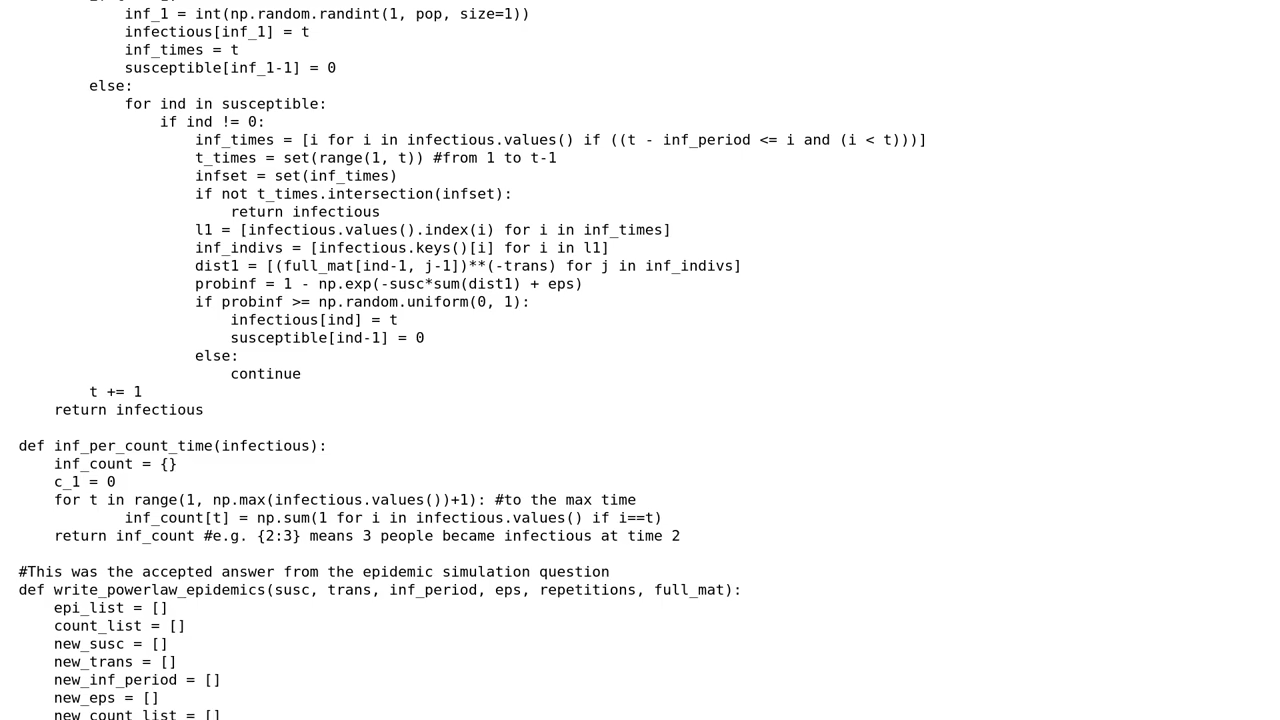 inf_1 = int(np.random.randint(1, pop, size=1))
            infectious[inf_1] = t
            inf_times = t
            susceptible[inf_1-1] = 0
        else:
            for ind in susceptible:
                if ind != 0:
                    inf_times = [i for i in infectious.values() if ((t - inf_period <= i and (i < t)))]
                    t_times = set(range(1, t)) #from 1 to t-1
                    infset = set(inf_times)
                    if not t_times.intersection(infset):
                        return infectious
                    l1 = [infectious.values().index(i) for i in inf_times]
                    inf_indivs = [infectious.keys()[i] for i in l1]
                    dist1 = [(full_mat[ind-1, j-1])**(-trans) for j in inf_indivs]
                    probinf = 1 - np.exp(-susc*sum(dist1) + eps)
                    if probinf >= np.random.uniform(0, 1):
                        infectious[ind] = t
                        susceptible[ind-1] = 0
                    else:
                        continue
        t += 1
    return infectious

def inf_per_count_time(infectious):
    inf_count = {}
    c_1 = 0
    for t in range(1, np.max(infectious.values())+1): #to the max time
            inf_count[t] = np.sum(1 for i in infectious.values() if i==t)
    return inf_count #e.g. {2:3} means 3 people became infectious at time 2

#This was the accepted answer from the epidemic simulation question
def write_powerlaw_epidemics(susc, trans, inf_period, eps, repetitions, full_mat):
    epi_list = []
    count_list = []
    new_susc = []
    new_trans = []
    new_inf_period = []
    new_eps = []
    new_count_list = []